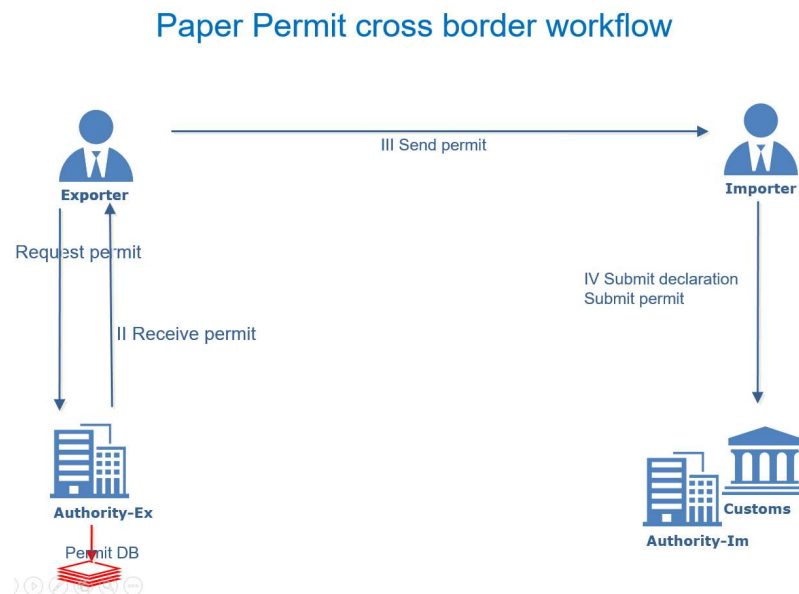 Paper Permit cross border workflow
III Send permit
Exporter
Importer
Request permit
IV Submit declaration
Submit permit
II Receive permit
Authority-Ex
Customs
Authority-Im
Permit DB